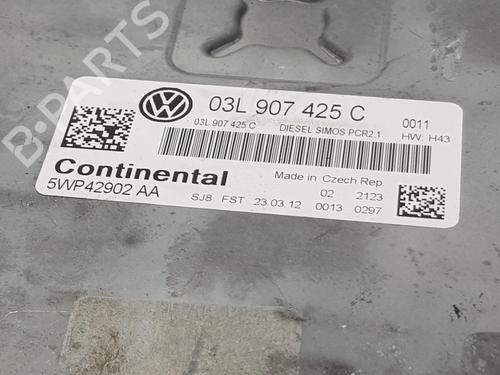 B-PARTS
03L 907 425 C 0011
03L 907 425 C DIESEL SIMOS PCR2.1 HW: H43
Continental
Made in Czech Rep.
5WP42902 AA
02 2123
SJ8 FST 23.03.12 0013 0297